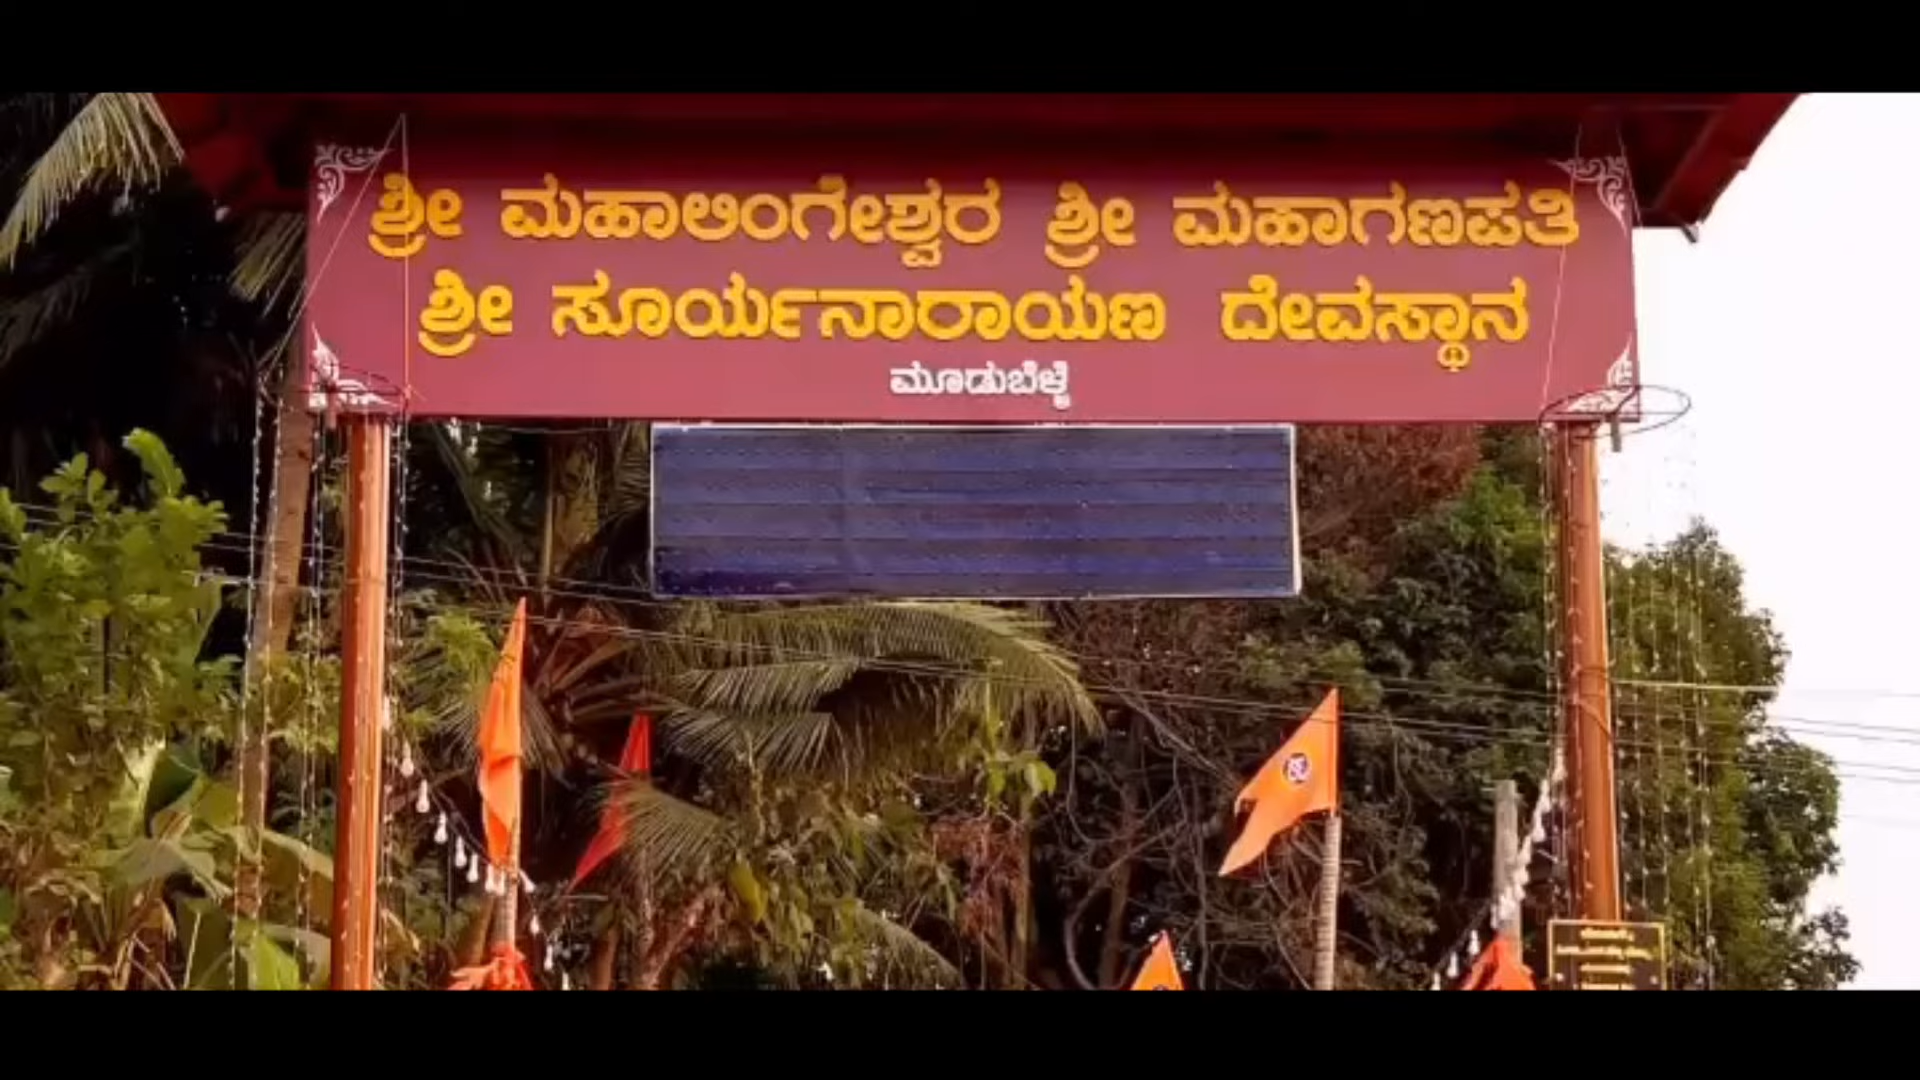 ಶ್ರೀ ಮಹಾಲಿಂಗೇಶ್ವರ ಶ್ರೀ ಮಹಾಗಣಪತಿ
ಶ್ರೀ ಸೂರ್ಯನಾರಾಯಣ ದೇವಸ್ಥಾನ
ಮೂಡುಬೆಳ್ಳೆ